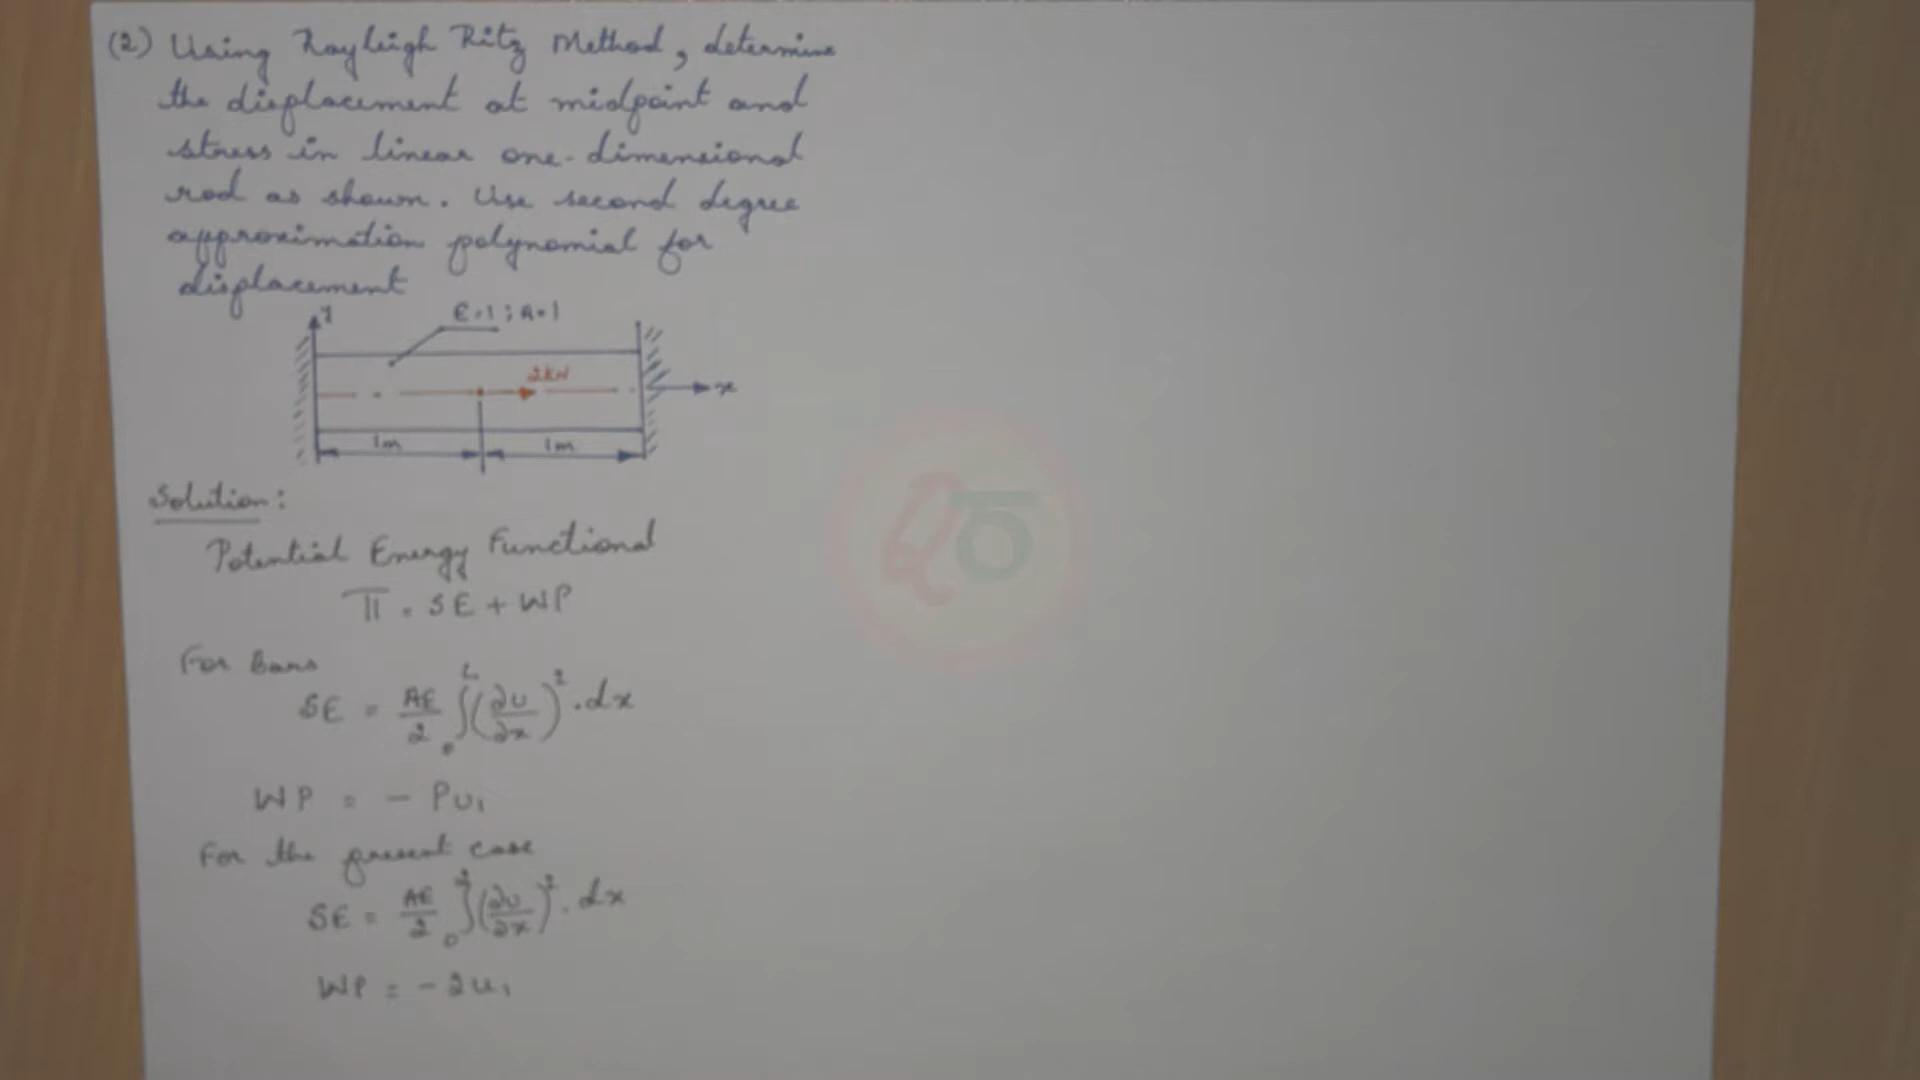 (2) Using Rayleigh Ritz Method, determine
the displacement at midpoint and
stress in linear one-dimensional
rod as shown. Use second degree
approximation polynomial for
displacement
y
E=1; A=1
2kN
x
1m 1m
Solution:
Potential Energy Functional
π = SE + WP
For Bars
SE = AE/2 ∫₀ᴸ (∂u/∂x)² . dx
WP = - Pu₁
For the present case
SE = AE/2 ∫₀² (∂u/∂x)² . dx
WP = - 2u₁